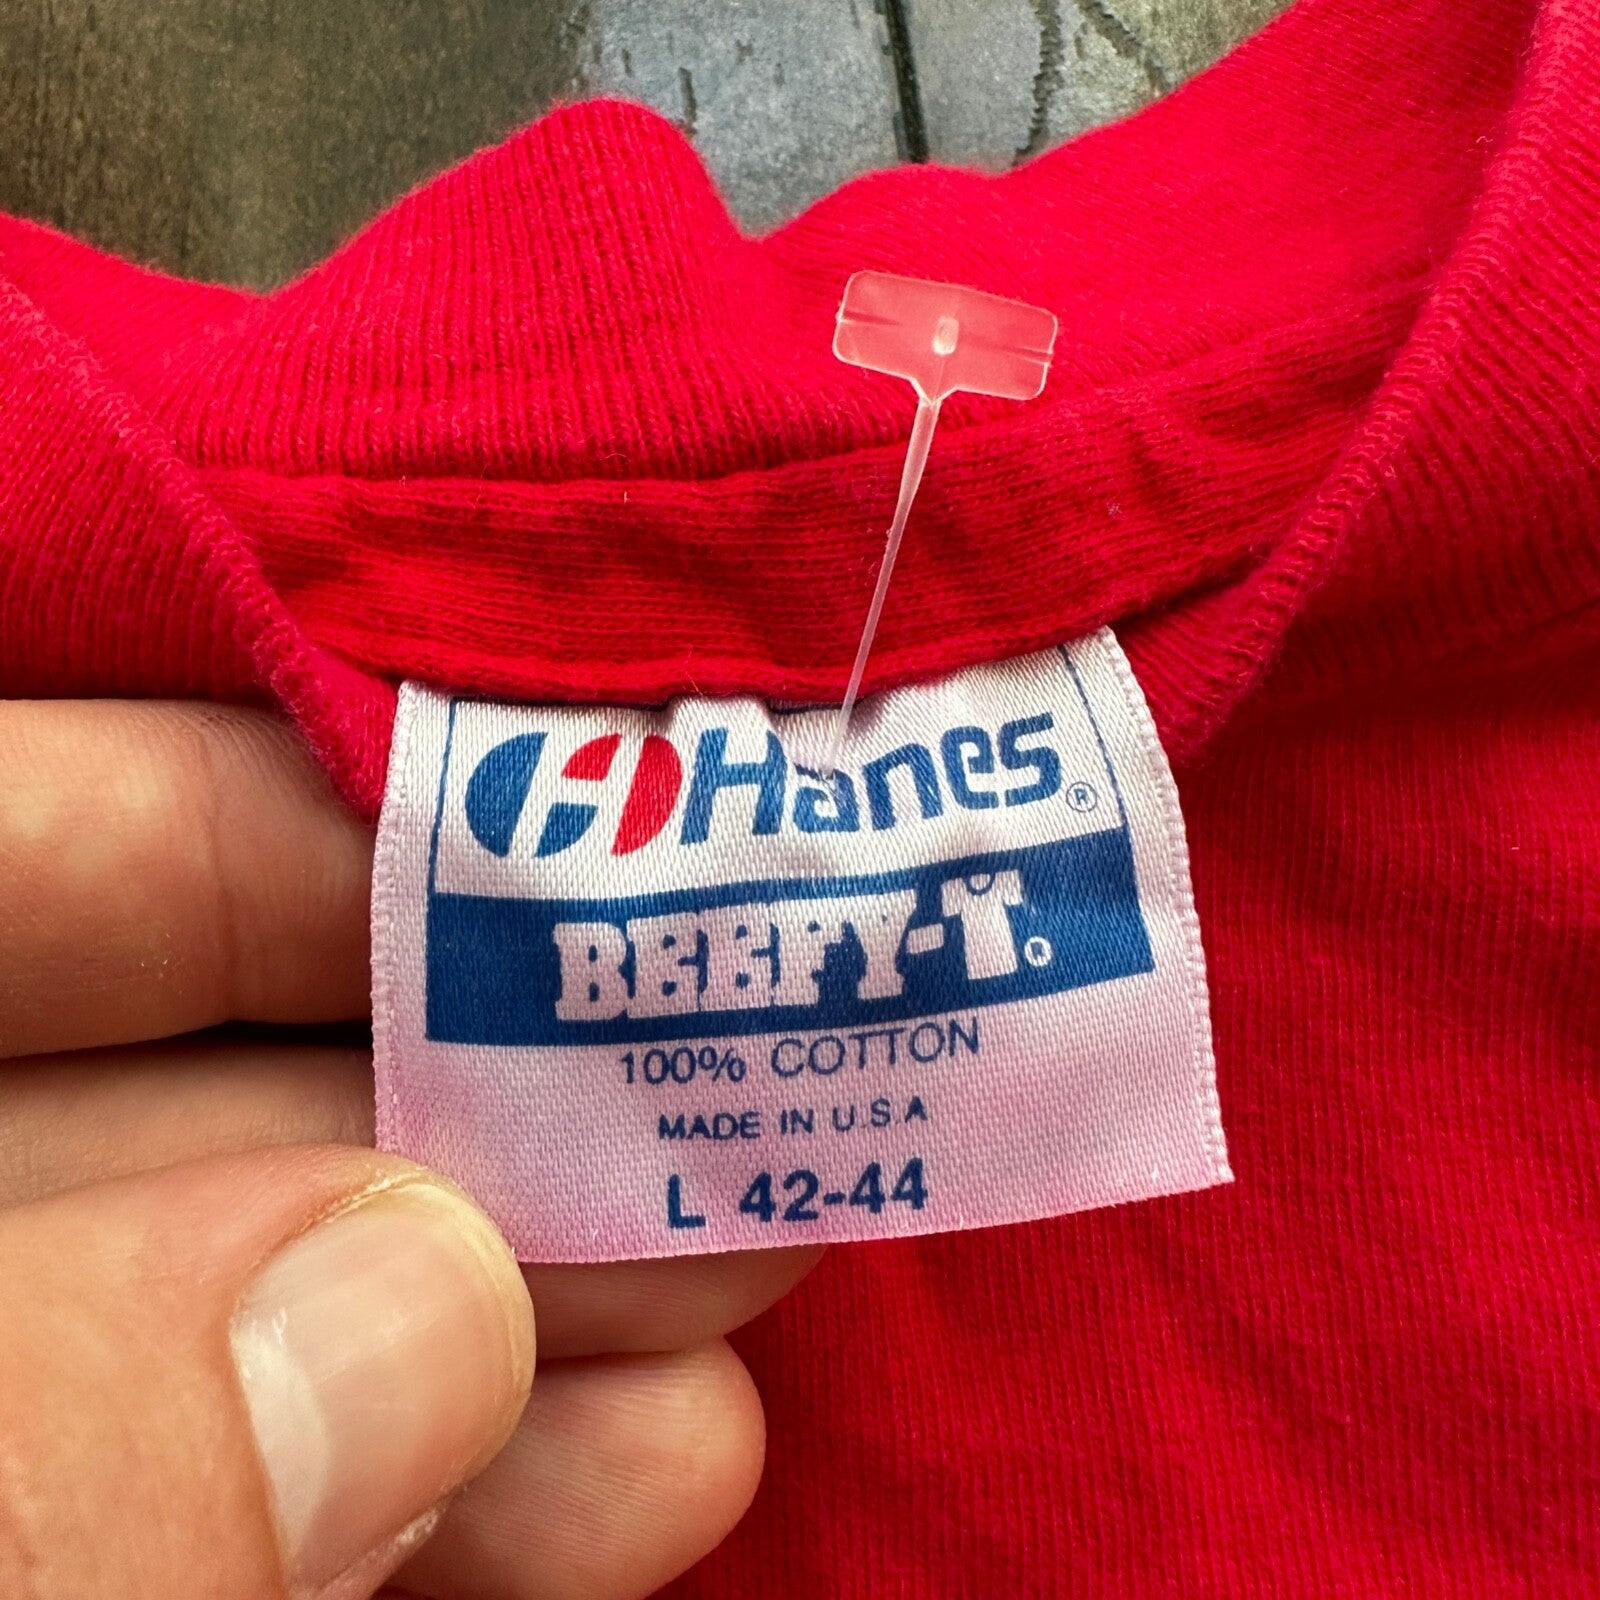 Hanes®
BEEFY-T®
100% COTTON
MADE IN U.S.A
L 42-44